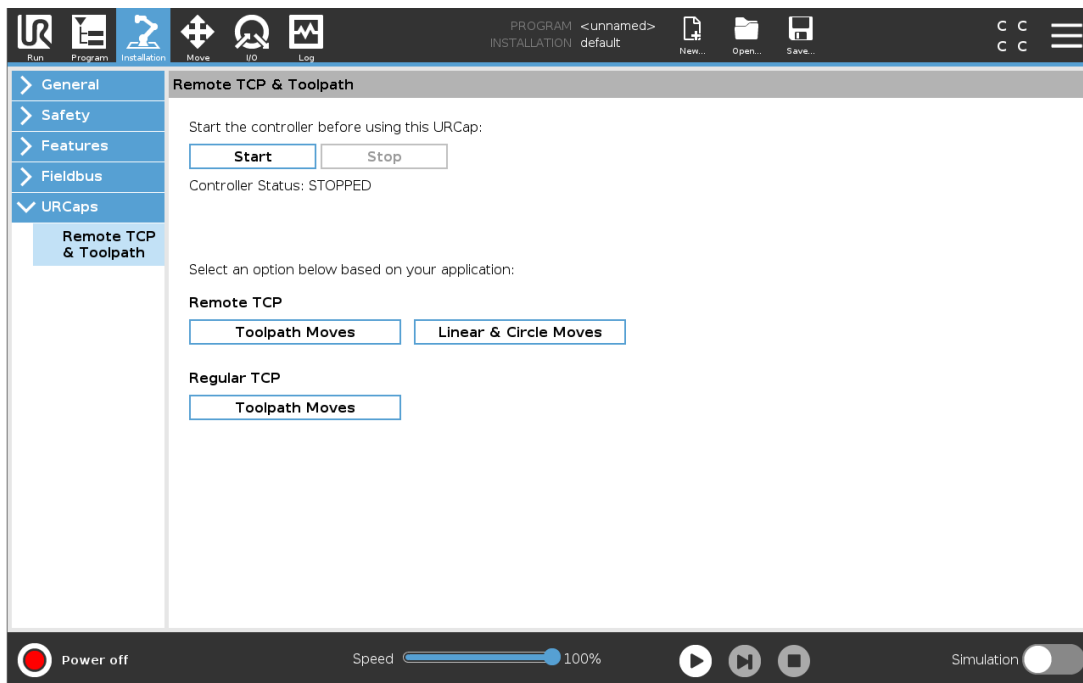 PROGRAM <unnamed>
INSTALLATION default
C C
C C
Run Program Installation Move I/O Log New... Open... Save...
General
Safety
Features
Fieldbus
URCaps
Remote TCP
& Toolpath
Remote TCP & Toolpath
Start the controller before using this URCap:
Start Stop
Controller Status: STOPPED
Select an option below based on your application:
Remote TCP
Toolpath Moves Linear & Circle Moves
Regular TCP
Toolpath Moves
Power off Speed 100% Simulation